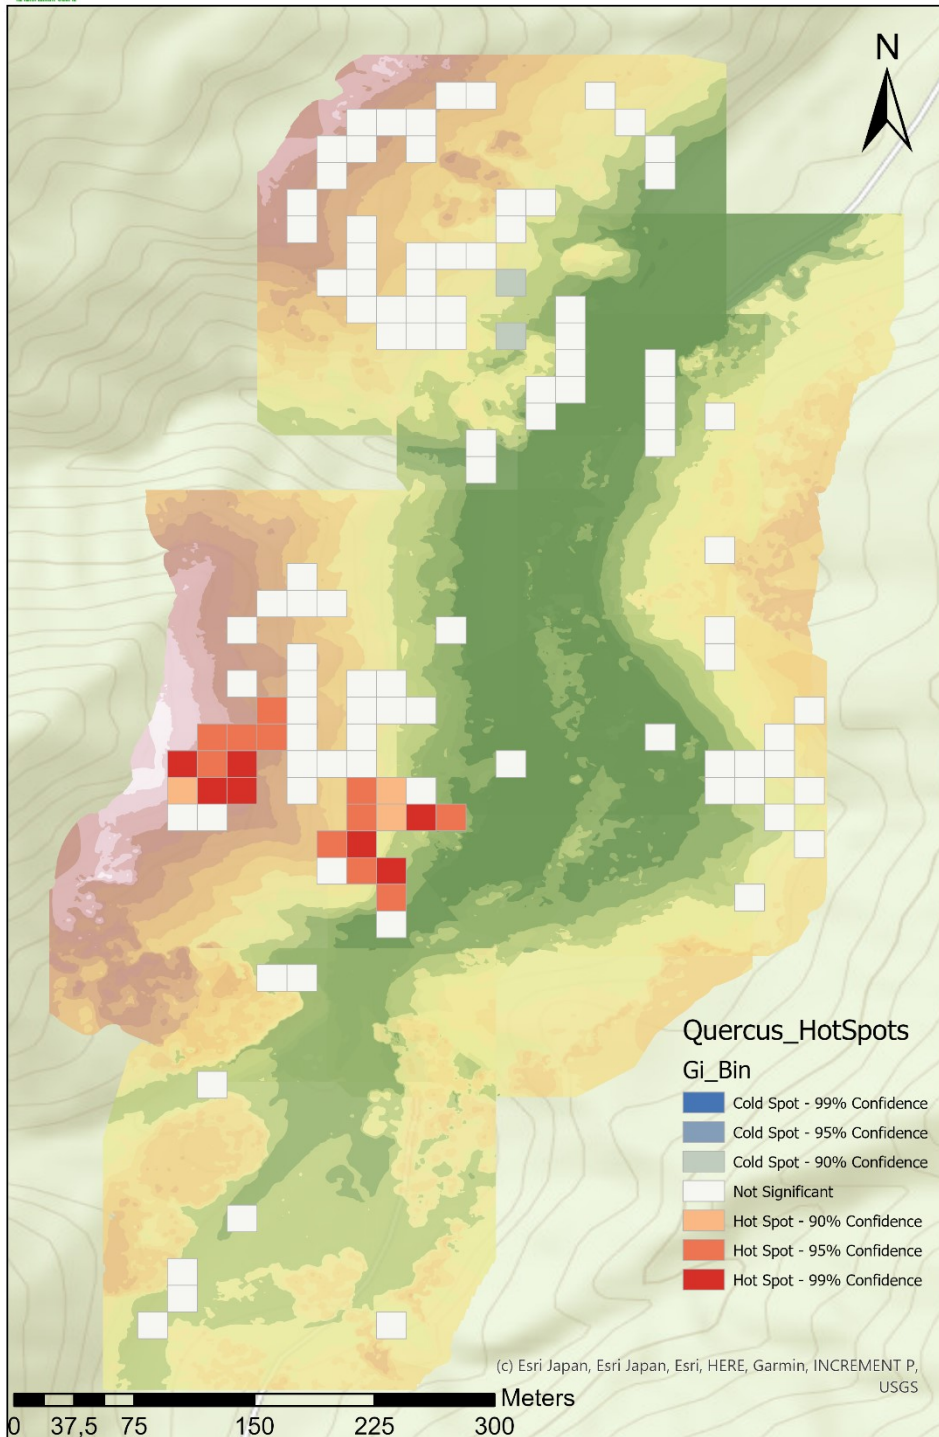 N
Quercus_HotSpots
Gi_Bin
Cold Spot - 99% Confidence
Cold Spot - 95% Confidence
Cold Spot - 90% Confidence
Not Significant
Hot Spot - 90% Confidence
Hot Spot - 95% Confidence
Hot Spot - 99% Confidence
(c) Esri Japan, Esri Japan, Esri, HERE, Garmin, INCREMENT P,
USGS
Meters
0 37,5 75 150 225 300